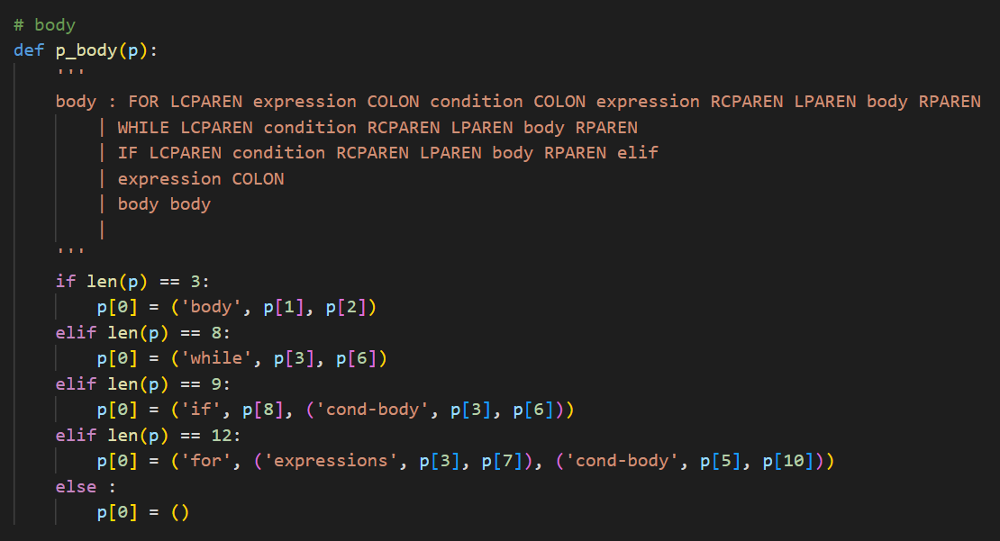 # body
def p_body(p):
    '''
    body : FOR LCPAREN expression COLON condition COLON expression RCPAREN LPAREN body RPAREN
         | WHILE LCPAREN condition RCPAREN LPAREN body RPAREN
         | IF LCPAREN condition RCPAREN LPAREN body RPAREN elif
         | expression COLON
         | body body
         |
    '''
    if len(p) == 3:
        p[0] = ('body', p[1], p[2])
    elif len(p) == 8:
        p[0] = ('while', p[3], p[6])
    elif len(p) == 9:
        p[0] = ('if', p[8], ('cond-body', p[3], p[6]))
    elif len(p) == 12:
        p[0] = ('for', ('expressions', p[3], p[7]), ('cond-body', p[5], p[10]))
    else :
        p[0] = ()